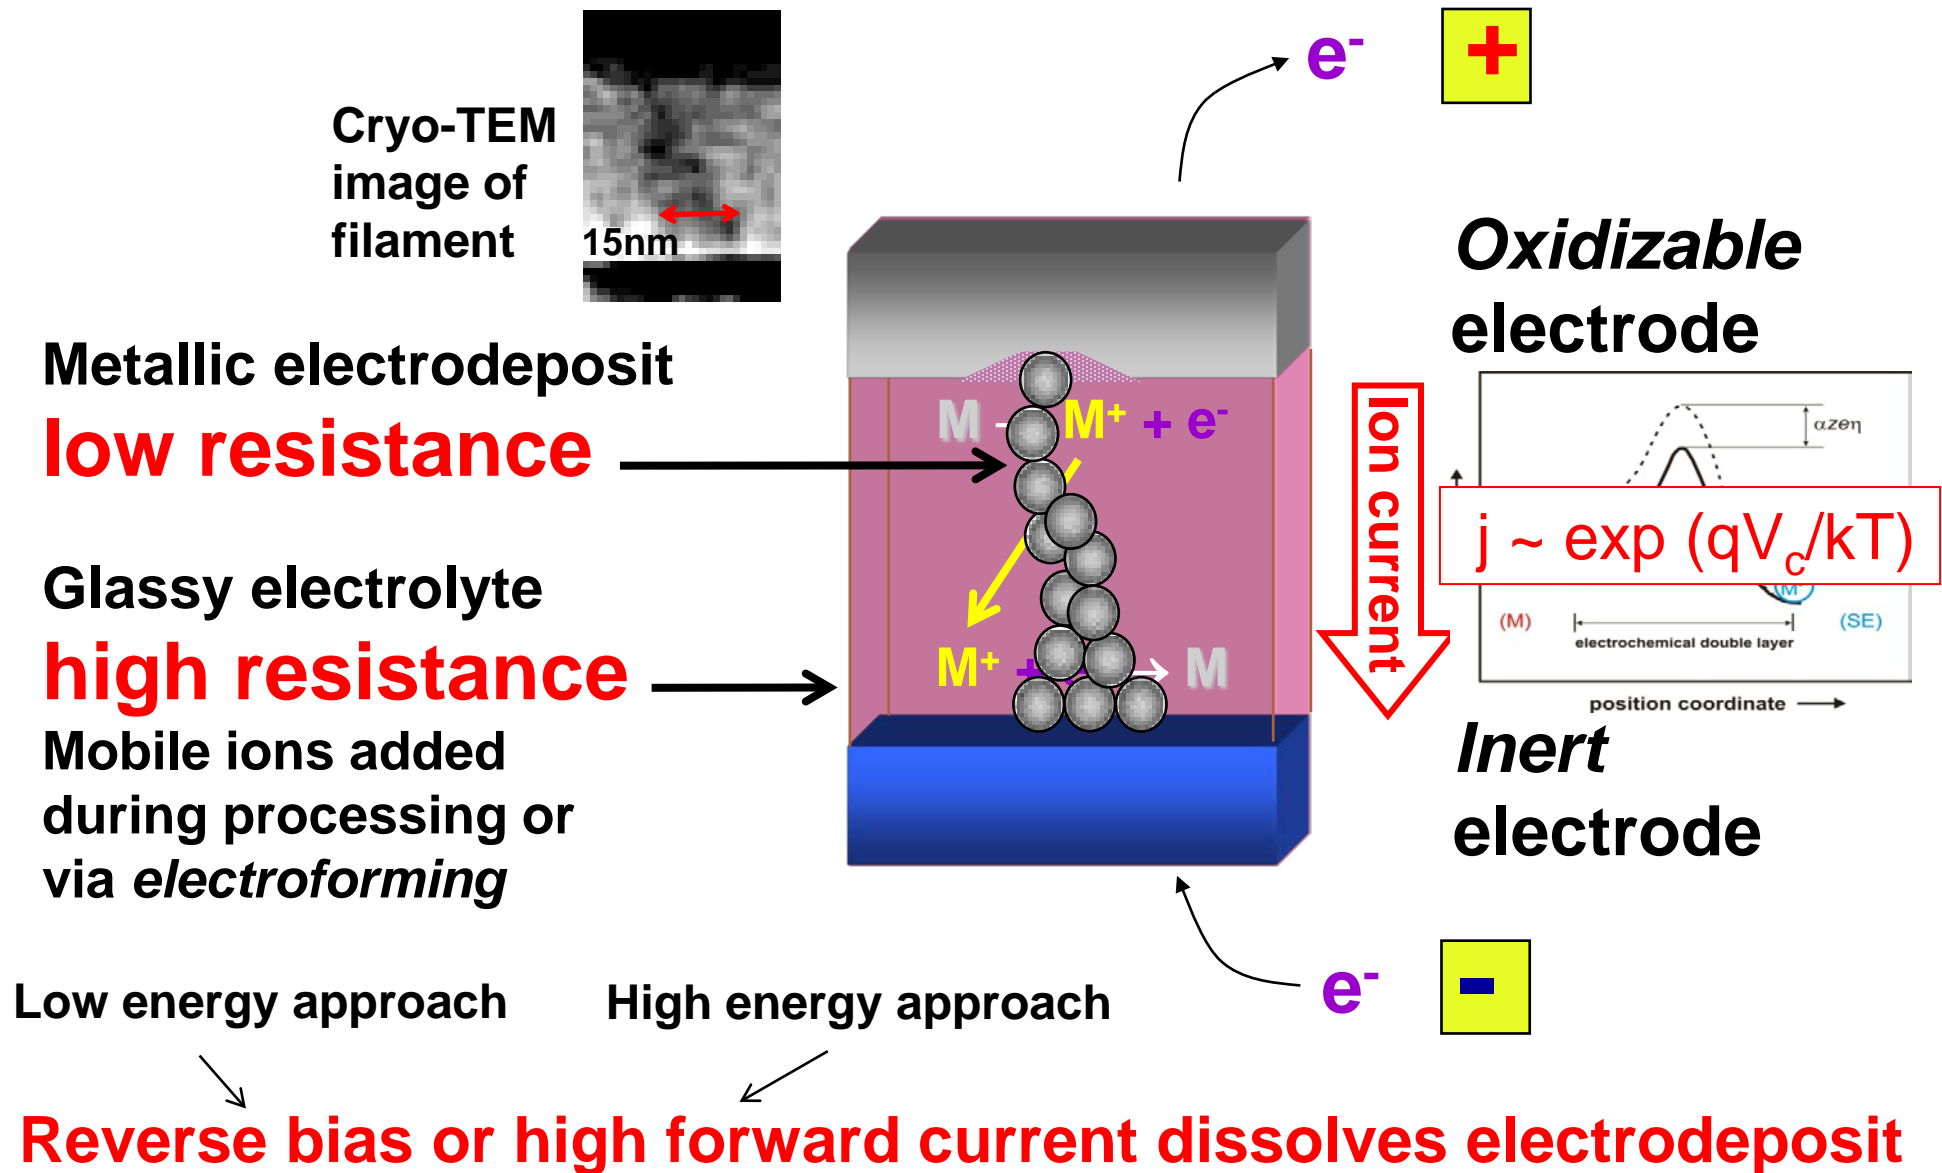 e-
+
Cryo-TEM
image of
filament
15nm
Oxidizable
electrode
Metallic electrodeposit
low resistance
M
M+ + e-
Ion current
αzeη
j ~ exp (qVc/kT)
M
(M)
(SE)
electrochemical double layer
position coordinate
Glassy electrolyte
high resistance
M+ +
→ M
Mobile ions added
during processing or
via electroforming
Inert
electrode
e-
-
Low energy approach
High energy approach
Reverse bias or high forward current dissolves electrodeposit